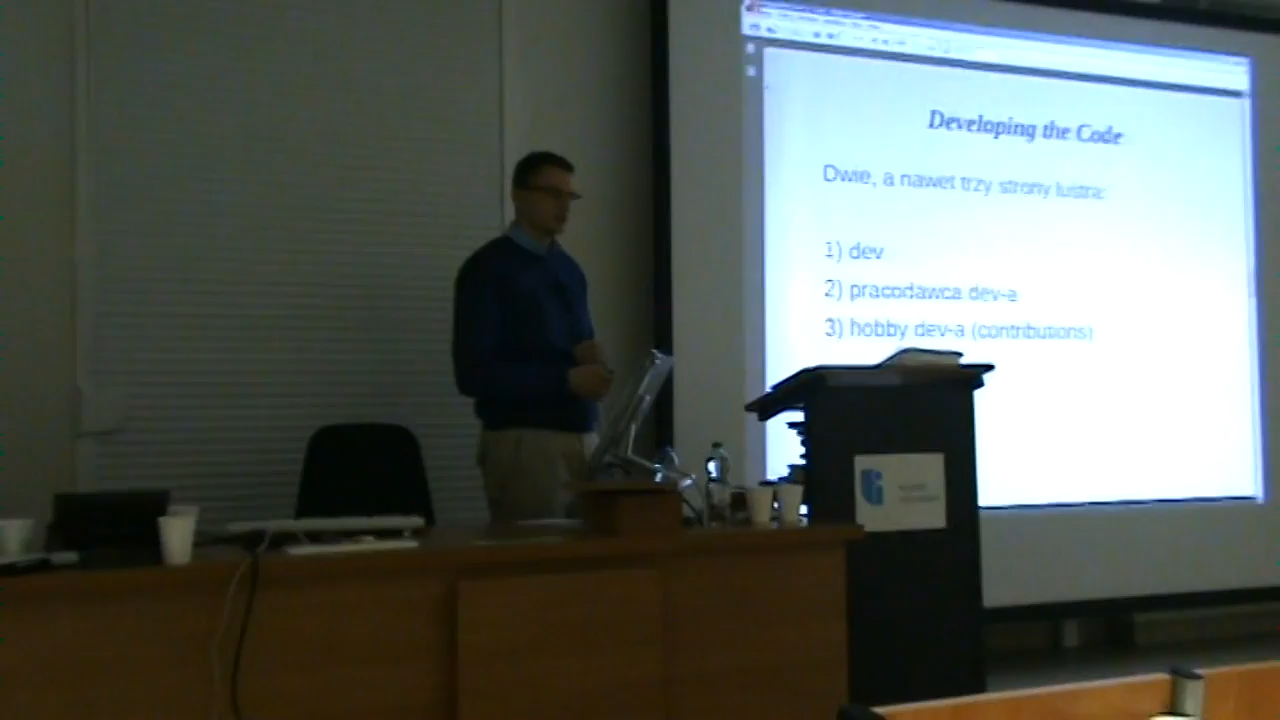 Developing the Code
Dwie, a nawet trzy strony lustra:
1) dev
2) pracodawca dev-a
3) hobby dev-a (contributions)